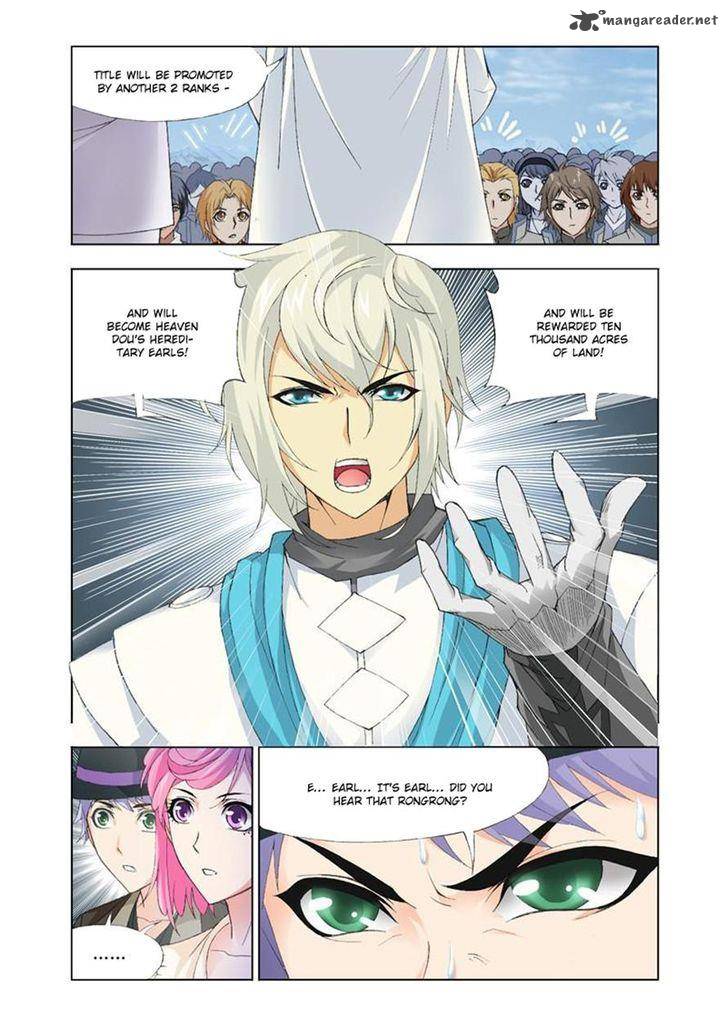 mangareader.net
TITLE WILL BE PROMOTED
BY ANOTHER 2 RANKS -
AND WILL
BECOME HEAVEN
DOU'S HEREDI-
TARY EARLS!
AND WILL BE
REWARDED TEN
THOUSAND ACRES
OF LAND!
......
E... EARL... IT'S EARL... DID YOU
HEAR THAT RONGRONG?